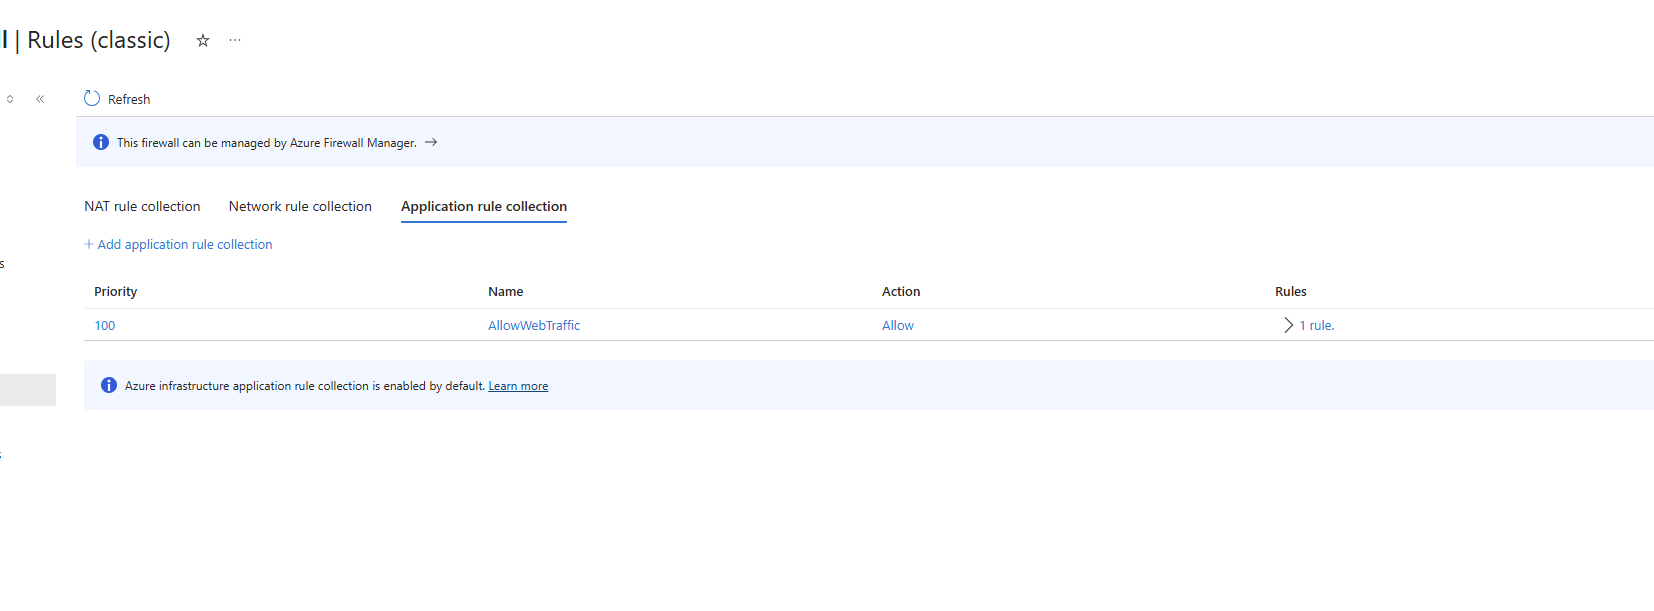 l | Rules (classic)
Refresh
This firewall can be managed by Azure Firewall Manager.
NAT rule collection Network rule collection Application rule collection
+ Add application rule collection
s
Priority Name Action Rules
100 AllowWebTraffic Allow 1 rule.
Azure infrastructure application rule collection is enabled by default. Learn more